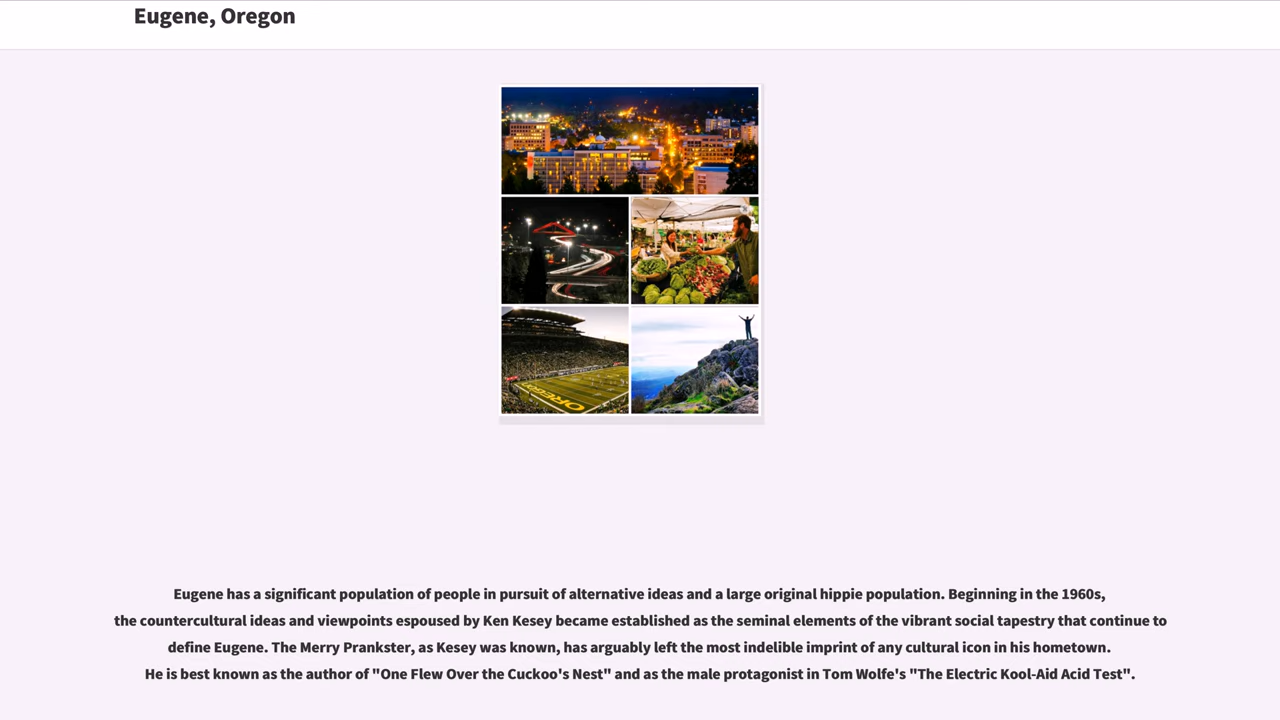 Eugene, Oregon
OREGON
Eugene has a significant population of people in pursuit of alternative ideas and a large original hippie population. Beginning in the 1960s,
the countercultural ideas and viewpoints espoused by Ken Kesey became established as the seminal elements of the vibrant social tapestry that continue to
define Eugene. The Merry Prankster, as Kesey was known, has arguably left the most indelible imprint of any cultural icon in his hometown.
He is best known as the author of "One Flew Over the Cuckoo's Nest" and as the male protagonist in Tom Wolfe's "The Electric Kool-Aid Acid Test".